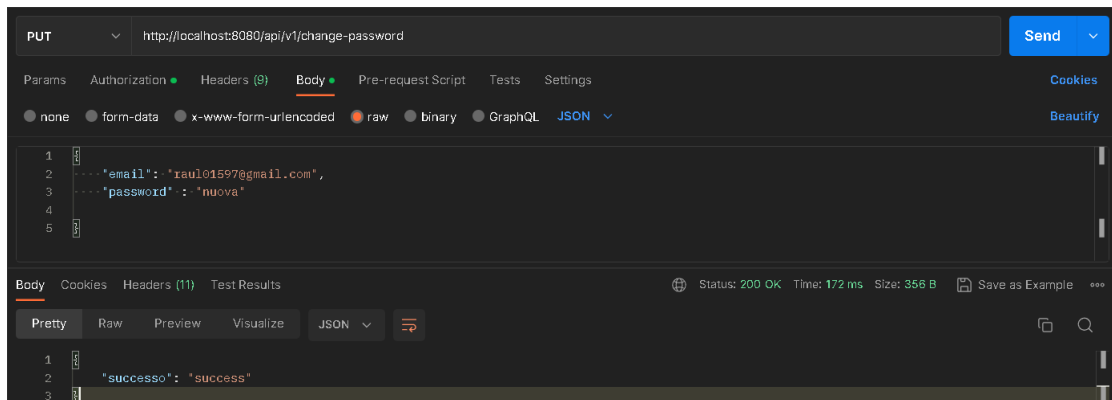 PUT http://localhost:8080/api/v1/change-password Send
Params Authorization Headers (9) Body Pre-request Script Tests Settings Cookies
none form-data x-www-form-urlencoded raw binary GraphQL JSON Beautify
1 {
2 ····"email":·"raul01597@gmail.com",
3 ····"password"·:·"nuova"
4
5 }
Body Cookies Headers (11) Test Results Status: 200 OK Time: 172 ms Size: 356 B Save as Example
Pretty Raw Preview Visualize JSON
1 {
2 "successo": "success"
3 }